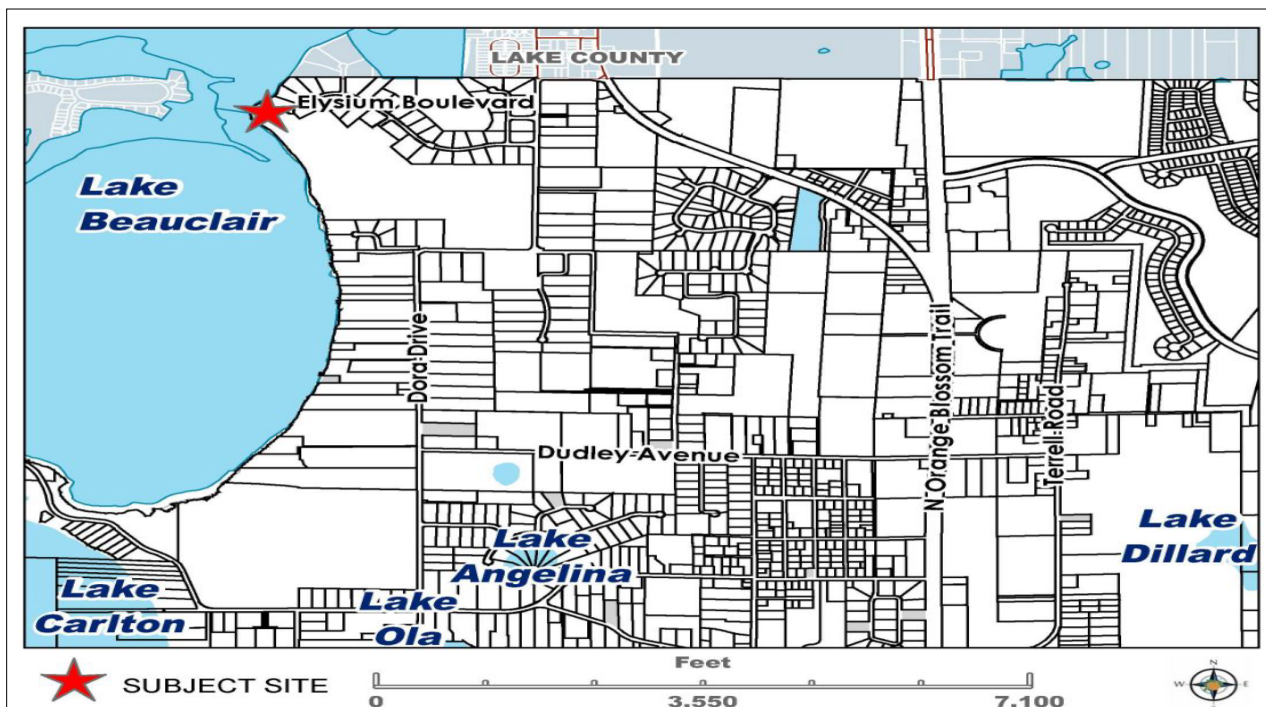 LAKE COUNTY
Elysium Boulevard
Lake
Beauclair
Dora Drive
N Orange Blossom Trail
Terrell Road
Dudley Avenue
Lake
Dillard
Lake
Angelina
Lake
Carlton
Lake
Ola
SUBJECT SITE
Feet
0 3,550 7,100
N
W E
S